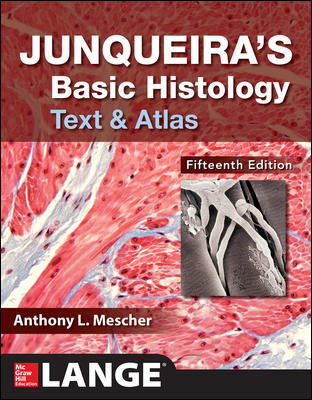 JUNQUEIRA'S
Basic Histology
Text & Atlas
Fifteenth Edition
Anthony L. Mescher
Mc
Graw
Hill
Education
LANGE®